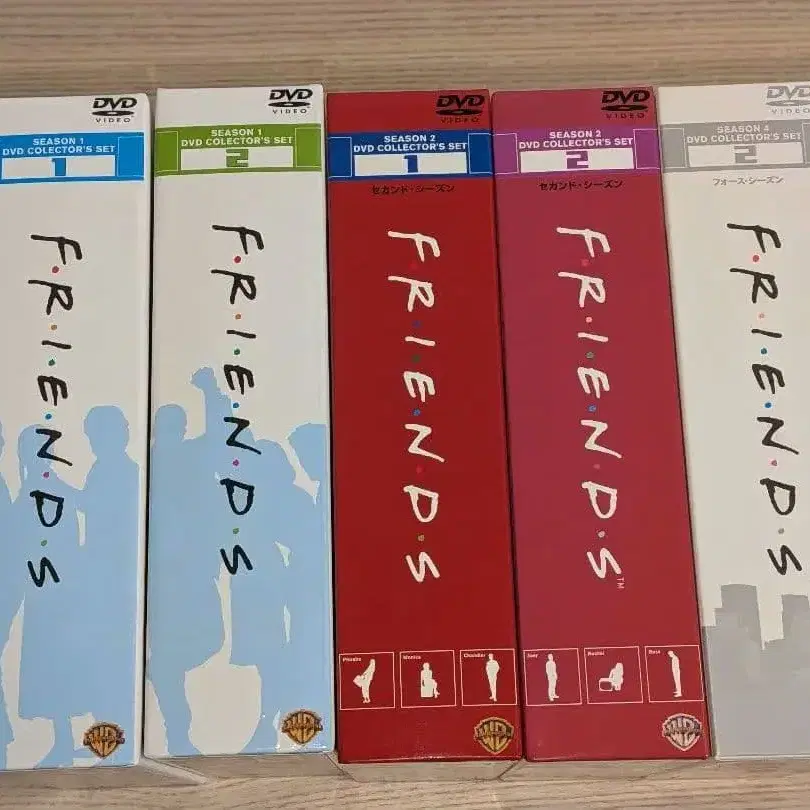 DVD
VIDEO
SEASON 1
DVD COLLECTOR'S SET
1
F·R·I·E·N·D·S
DVD
VIDEO
SEASON 1
DVD COLLECTOR'S SET
2
F·R·I·E·N·D·S
DVD
VIDEO
SEASON 2
DVD COLLECTOR'S SET
1
セカンド・シーズン
F·R·I·E·N·D·S
Phoebe
Monica
Chandler
DVD
VIDEO
SEASON 2
DVD COLLECTOR'S SET
2
セカンド・シーズン
F·R·I·E·N·D·S™
Joey
Rachel
Ross
DVD
VIDEO
SEASON 4
DVD COLLECTOR'S SET
2
フォース・シーズン
F·R·I·E·N·D·S